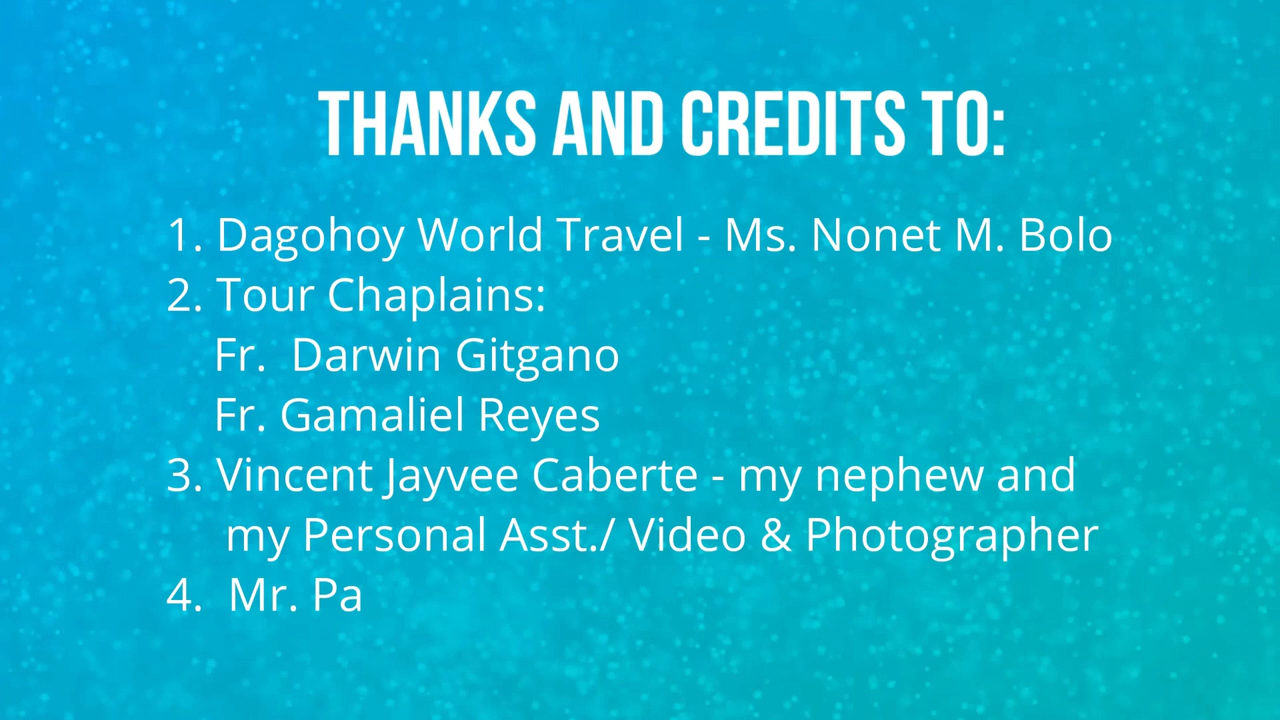 THANKS AND CREDITS TO:
1. Dagohoy World Travel - Ms. Nonet M. Bolo
2. Tour Chaplains:
Fr. Darwin Gitgano
Fr. Gamaliel Reyes
3. Vincent Jayvee Caberte - my nephew and
my Personal Asst./ Video & Photographer
4. Mr. Pa